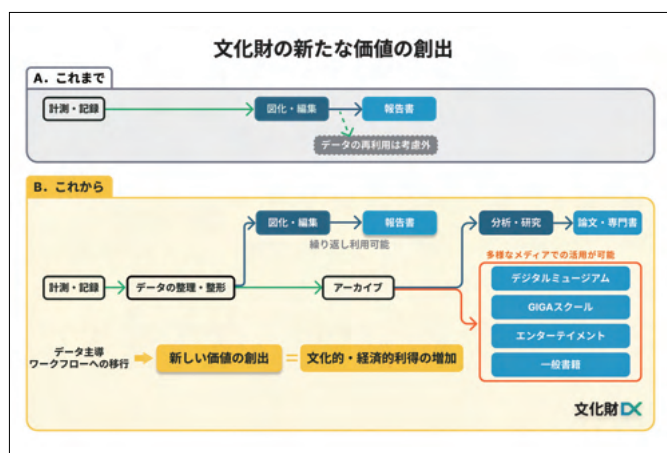 文化財の新たな価値の創出
A. これまで
計測・記録
図化・編集
報告書
データの再利用は考慮外
B. これから
図化・編集
報告書
繰り返し利用可能
分析・研究
論文・専門書
多様なメディアでの活用が可能
計測・記録
データの整理・整形
アーカイブ
デジタルミュージアム
GIGAスクール
エンターテイメント
一般書籍
データ主導
ワークフローへの移行
新しい価値の創出
=
文化的・経済的利得の増加
文化財DX